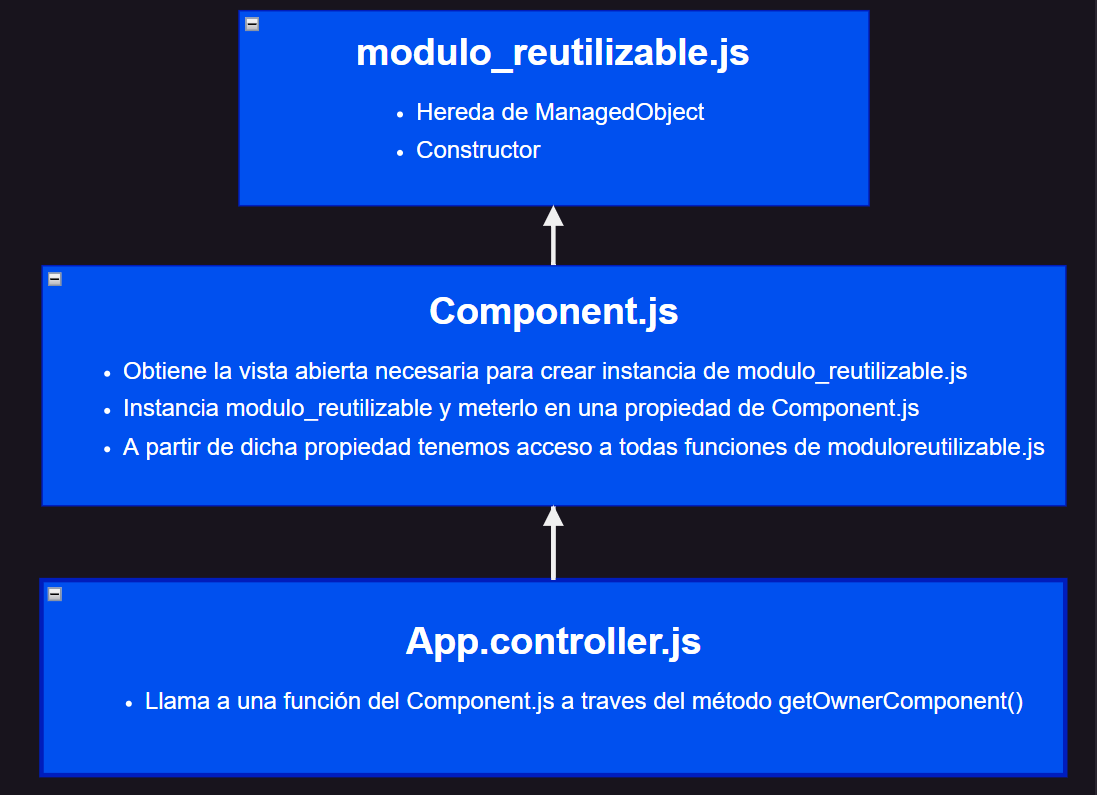 modulo_reutilizable.js
• Hereda de ManagedObject
• Constructor
Component.js
• Obtiene la vista abierta necesaria para crear instancia de modulo_reutilizable.js
• Instancia modulo_reutilizable y meterlo en una propiedad de Component.js
• A partir de dicha propiedad tenemos acceso a todas funciones de moduloreutilizable.js
App.controller.js
• Llama a una función del Component.js a traves del método getOwnerComponent()